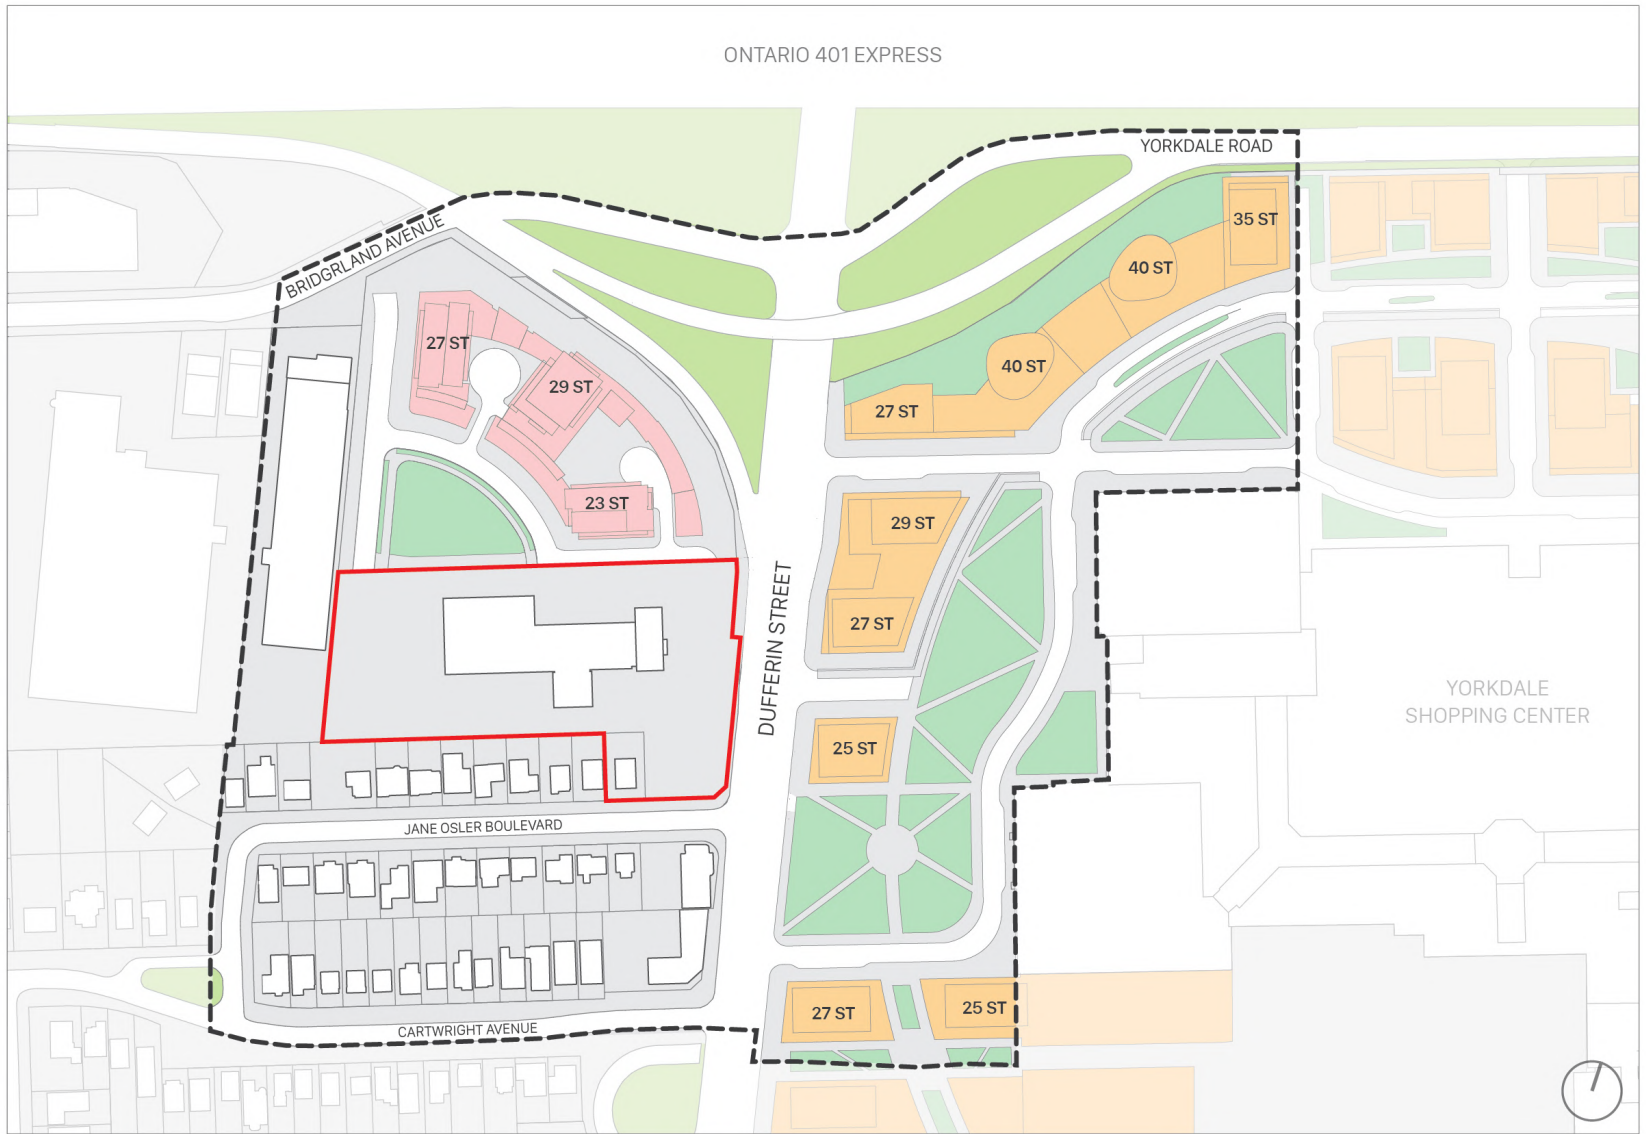 ONTARIO 401 EXPRESS
YORKDALE ROAD
BRIDGRLAND AVENUE
35 ST
40 ST
27 ST
29 ST
40 ST
27 ST
23 ST
29 ST
27 ST
DUFFERIN STREET
YORKDALE
SHOPPING CENTER
25 ST
JANE OSLER BOULEVARD
27 ST
25 ST
CARTWRIGHT AVENUE